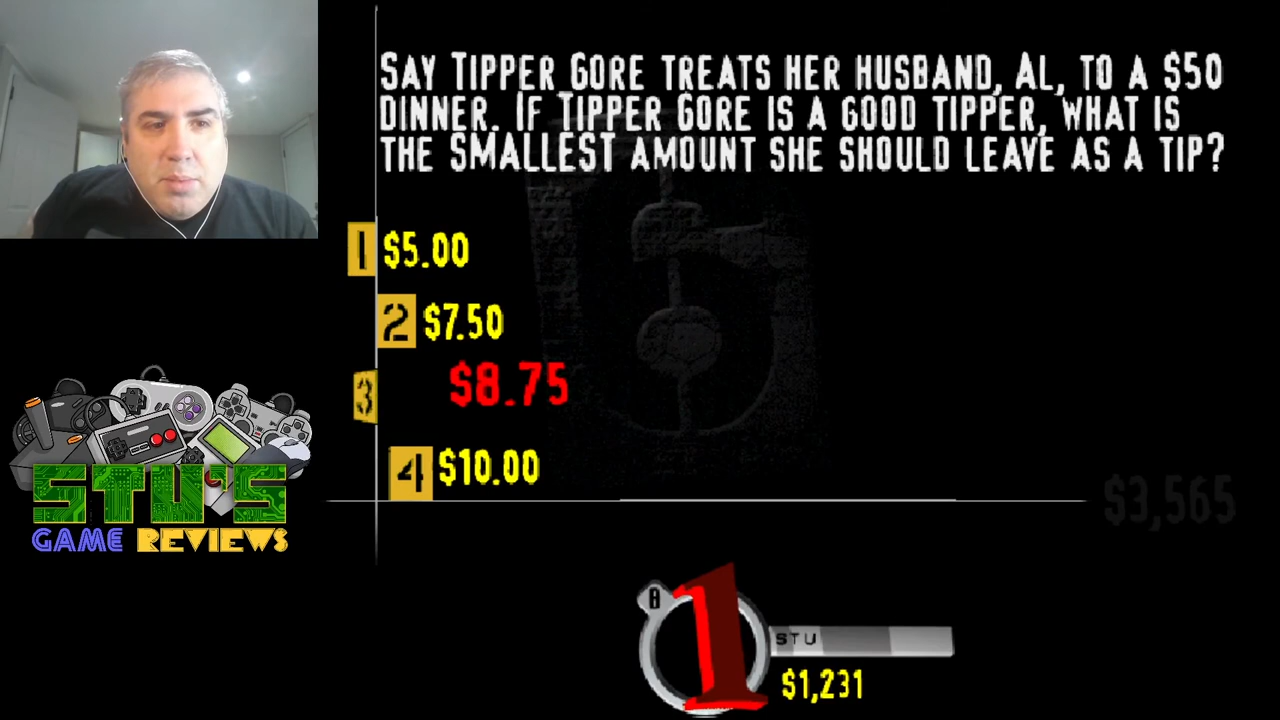 SAY TIPPER GORE TREATS HER HUSBAND, AL, TO A $50
DINNER. IF TIPPER GORE IS A GOOD TIPPER, WHAT IS
THE SMALLEST AMOUNT SHE SHOULD LEAVE AS A TIP?
1 $5.00
2 $7.50
3 $8.75
4 $10.00
$3,565
STU'S
GAME REVIEWS
8
1
STU
$1,231